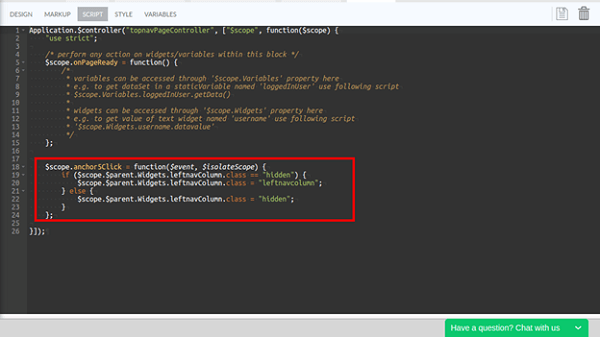 DESIGN MARKUP SCRIPT STYLE VARIABLES
1 Application.$controller("topnavPageController", ["$scope", function($scope) {
2 "use strict";
3
4 /* perform any action on widgets/variables within this block */
5 $scope.onPageReady = function() {
6 /*
7 * variables can be accessed through '$scope.Variables' property here
8 * e.g. to get dataSet in a staticVariable named 'loggedInUser' use following script
9 * $scope.Variables.loggedInUser.getData()
10 *
11 * widgets can be accessed through '$scope.Widgets' property here
12 * e.g. to get value of text widget named 'username' use following script
13 * '$scope.Widgets.username.datavalue'
14 */
15 };
16
17
18 $scope.anchor5Click = function($event, $isolateScope) {
19 if ($scope.$parent.Widgets.leftnavColumn.class == "hidden") {
20 $scope.$parent.Widgets.leftnavColumn.class = "leftnavcolumn";
21 } else {
22 $scope.$parent.Widgets.leftnavColumn.class = "hidden";
23 }
24 };
25
26 }]);
Have a question? Chat with us